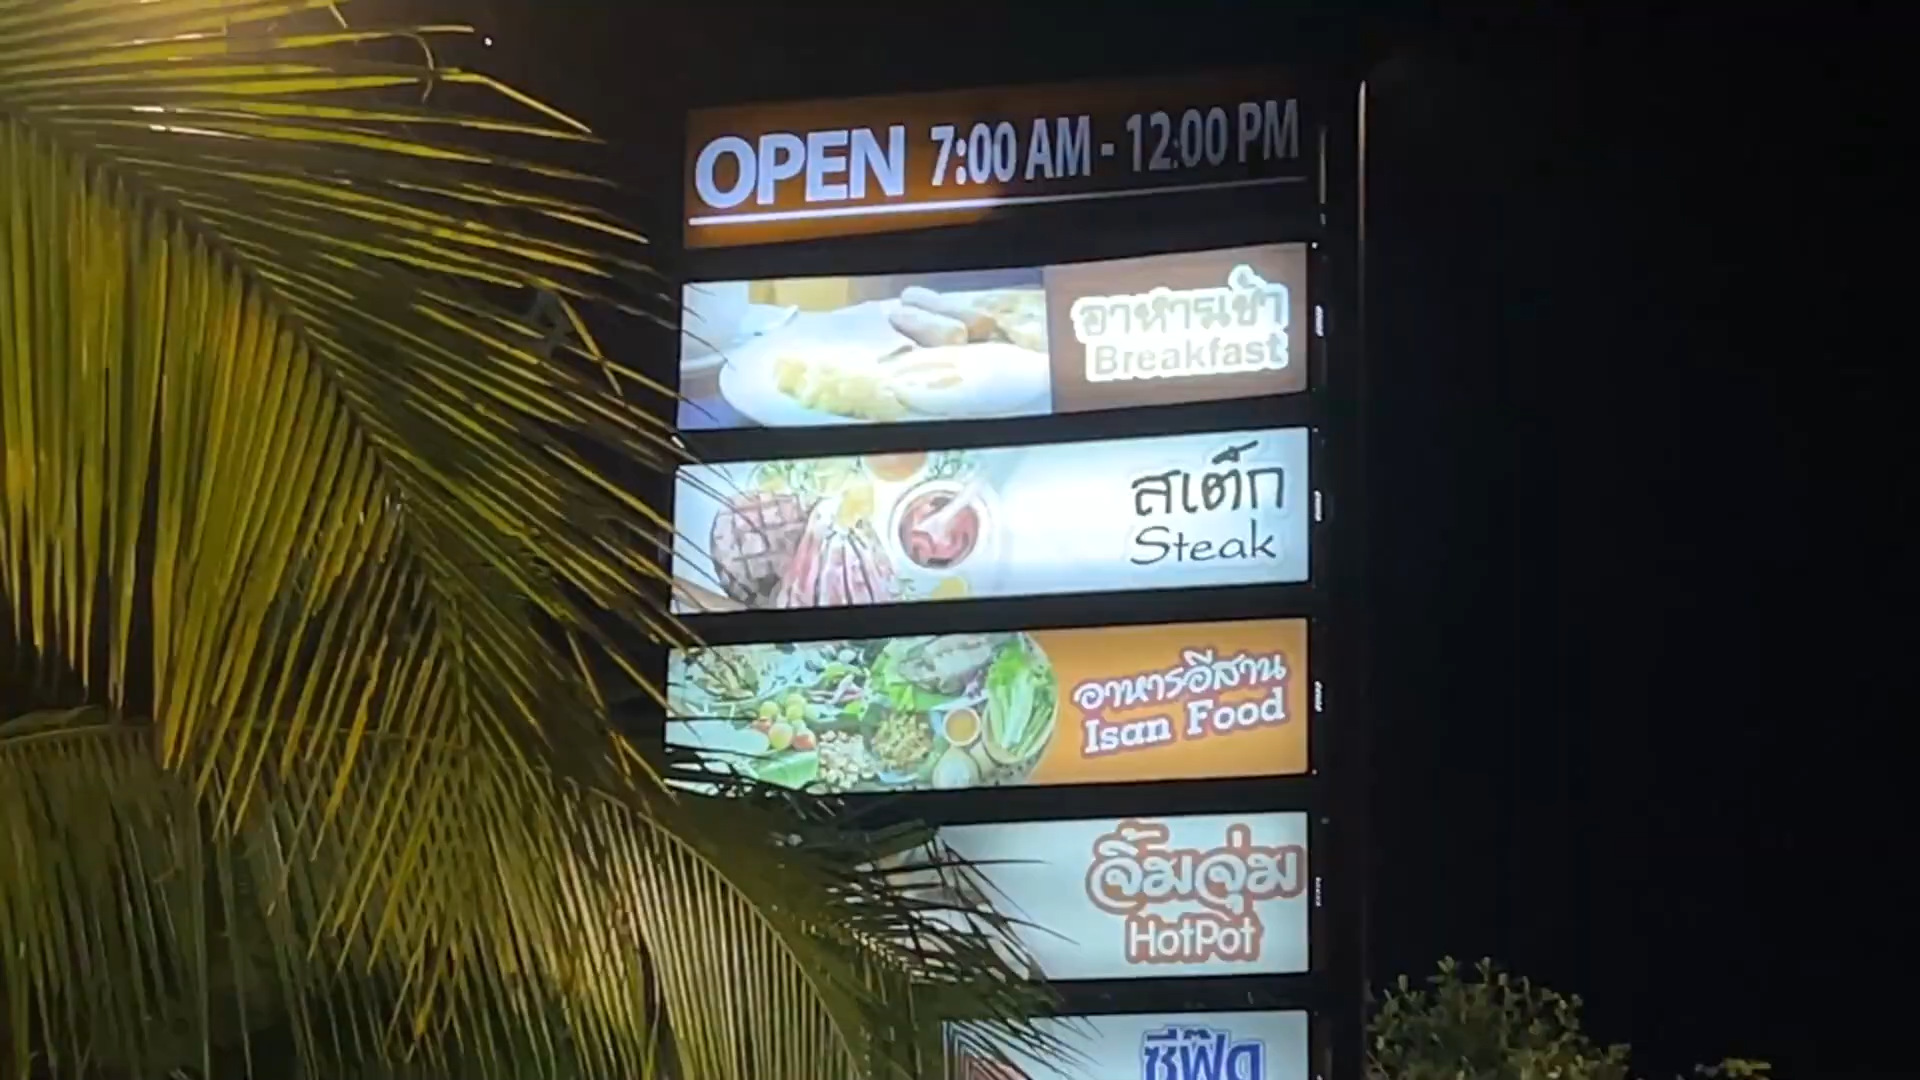 OPEN 7:00 AM - 12:00 PM
อาหารเช้า
Breakfast
สเต็ก
Steak
อาหารอีสาน
Isan Food
จิ้มจุ่ม
HotPot
ซีฟู๊ด